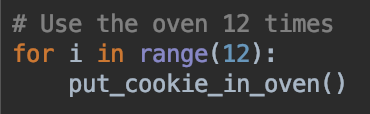 # Use the oven 12 times
for i in range(12):
    put_cookie_in_oven()